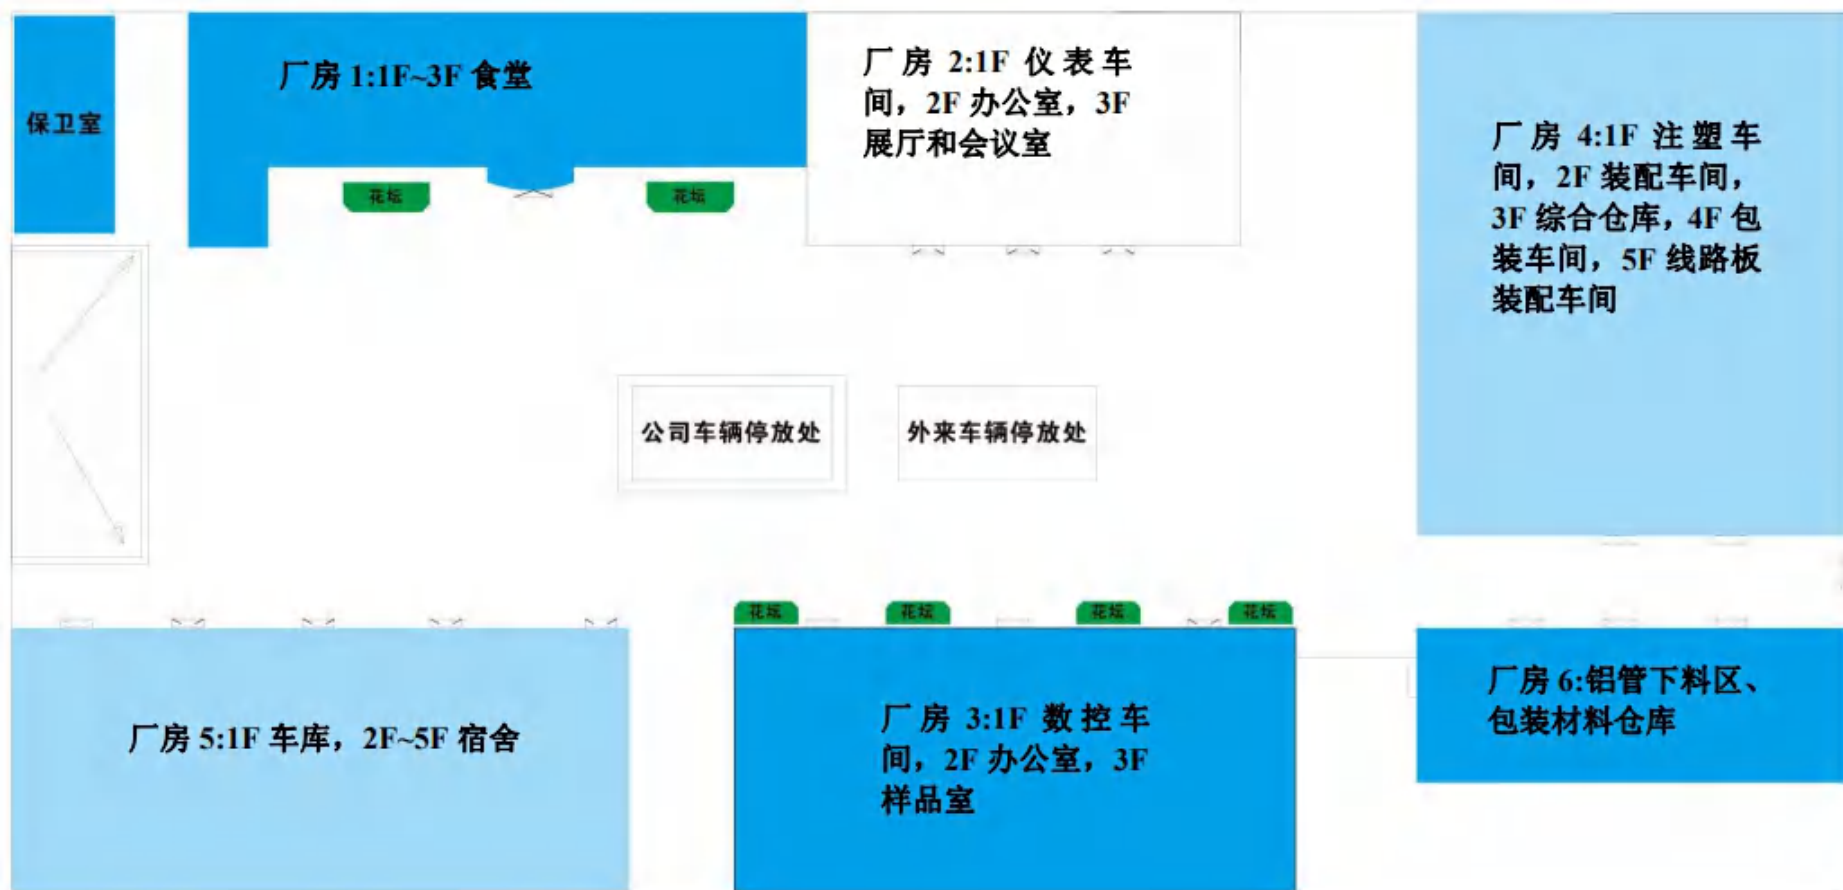 保卫室
厂房 1:1F~3F 食堂
花坛
花坛
厂房 2:1F 仪表车
间，2F 办公室，3F
展厅和会议室
厂房 4:1F 注塑车
间，2F 装配车间，
3F 综合仓库，4F 包
装车间，5F 线路板
装配车间
公司车辆停放处
外来车辆停放处
花坛
花坛
花坛
花坛
厂房 5:1F 车库，2F~5F 宿舍
厂房 3:1F 数控车
间，2F 办公室，3F
样品室
厂房 6:铝管下料区、
包装材料仓库